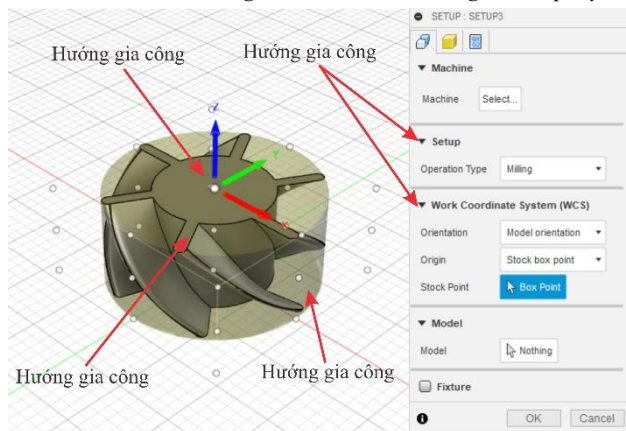 SETUP : SETUP3
Hướng gia công
Hướng gia công
Z
Y
X
Hướng gia công
Hướng gia công
Machine
Machine
Select...
Setup
Operation Type
Milling
Work Coordinate System (WCS)
Orientation
Model orientation
Origin
Stock box point
Stock Point
Box Point
Model
Model
Nothing
Fixture
OK
Cancel